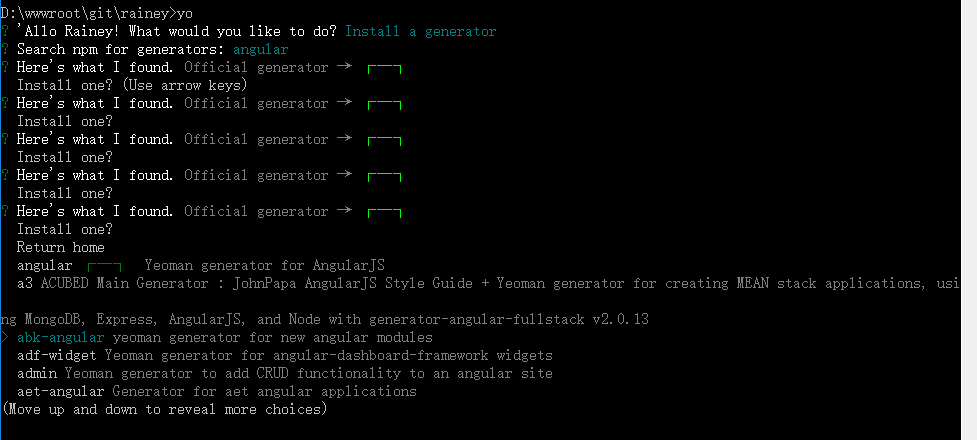 D:\wwwroot\git\rainey>yo
? 'Allo Rainey! What would you like to do? Install a generator
? Search npm for generators: angular
? Here's what I found. Official generator → ┌──┐
Install one? (Use arrow keys)
? Here's what I found. Official generator → ┌──┐
Install one?
? Here's what I found. Official generator → ┌──┐
Install one?
? Here's what I found. Official generator → ┌──┐
Install one?
? Here's what I found. Official generator → ┌──┐
Install one?
Return home
angular ┌──┐ Yeoman generator for AngularJS
a3 ACUBED Main Generator : JohnPapa AngularJS Style Guide + Yeoman generator for creating MEAN stack applications, usi
ng MongoDB, Express, AngularJS, and Node with generator-angular-fullstack v2.0.13
> abk-angular yeoman generator for new angular modules
adf-widget Yeoman generator for angular-dashboard-framework widgets
admin Yeoman generator to add CRUD functionality to an angular site
aet-angular Generator for aet angular applications
(Move up and down to reveal more choices)